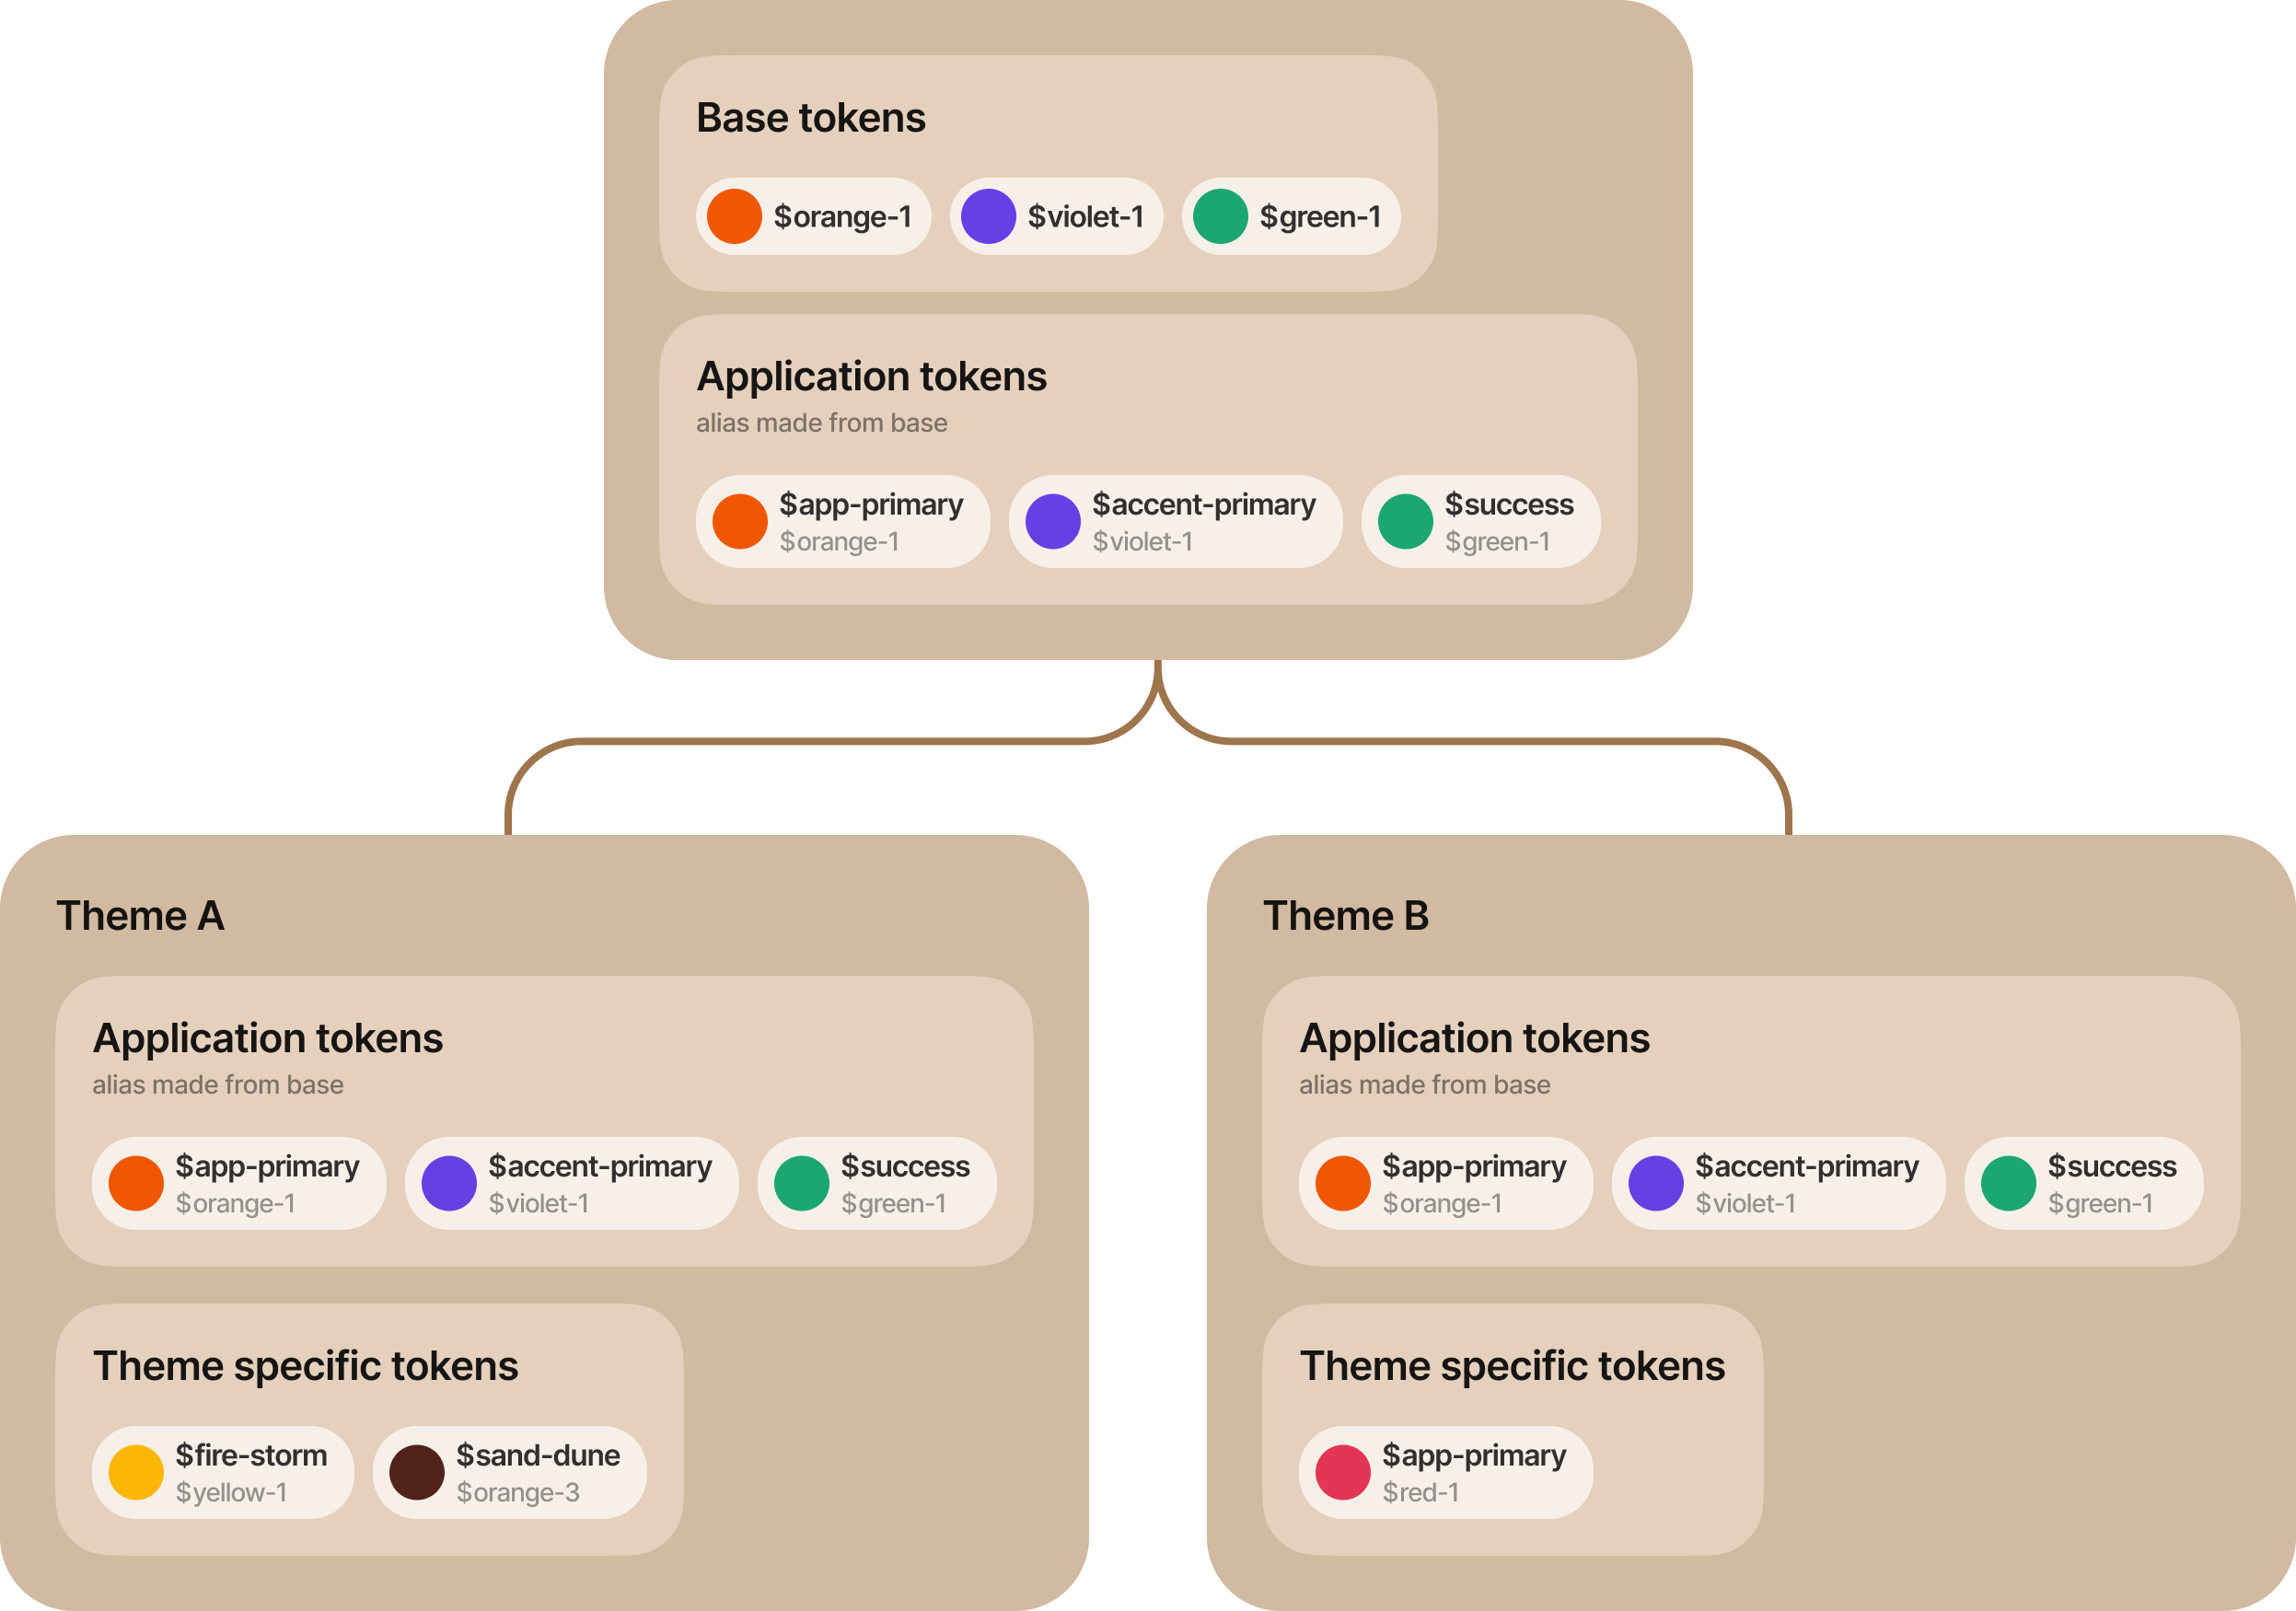 Base tokens
$orange-1 $violet-1 $green-1
Application tokens
alias made from base
$app-primary $accent-primary $success
$orange-1 $violet-1 $green-1
Theme A
Application tokens
alias made from base
$app-primary $accent-primary $success
$orange-1 $violet-1 $green-1
Theme specific tokens
$fire-storm $sand-dune
$yellow-1 $orange-3
Theme B
Application tokens
alias made from base
$app-primary $accent-primary $success
$orange-1 $violet-1 $green-1
Theme specific tokens
$app-primary
$red-1